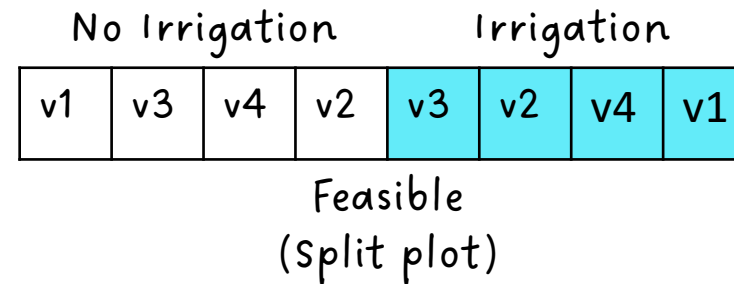 No Irrigation Irrigation
v1 v3 v4 v2 v3 v2 v4 v1
Feasible
(Split plot)